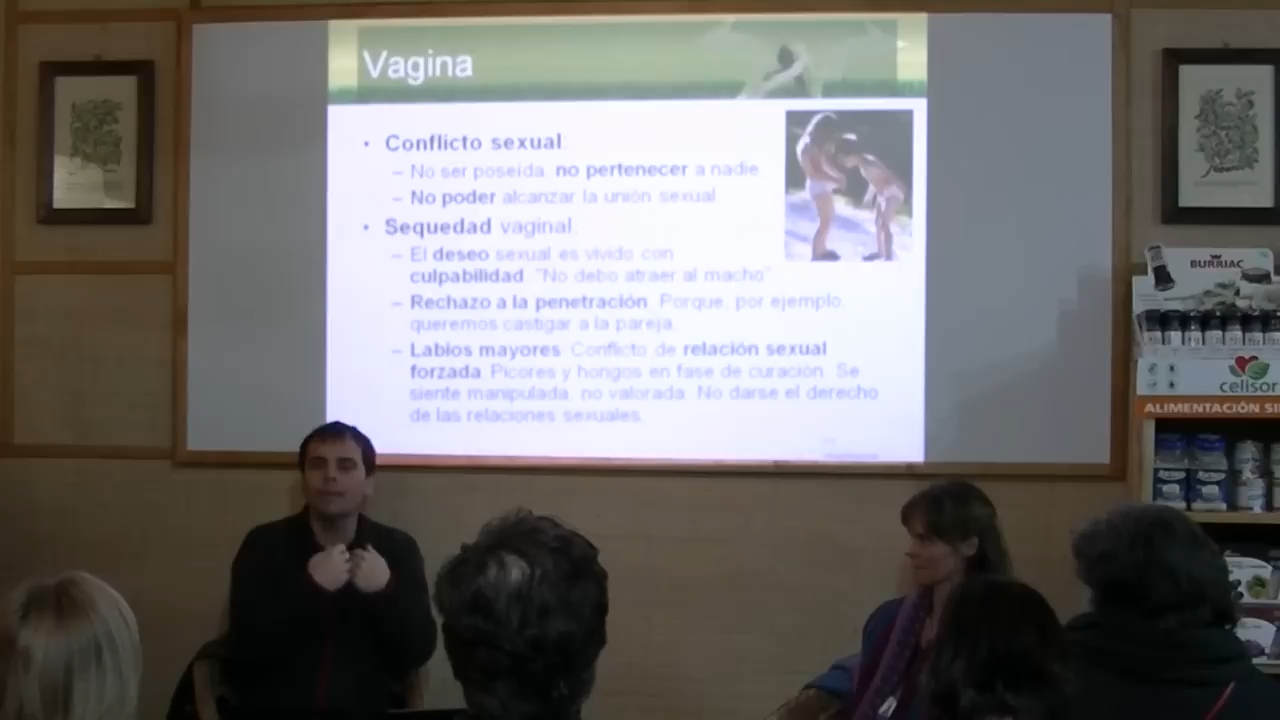 Vagina
• Conflicto sexual:
– No ser poseída, no pertenecer a nadie.
– No poder alcanzar la unión sexual
• Sequedad vaginal:
– El deseo sexual es vivido con
culpabilidad. "No debo atraer al macho"
– Rechazo a la penetración. Porque, por ejemplo,
queremos castigar a la pareja.
– Labios mayores: Conflicto de relación sexual
forzada. Picores y hongos en fase de curación. Se
siente manipulada, no valorada. No darse el derecho
de las relaciones sexuales.
BURRIAC
celisor
ALIMENTACIÓN